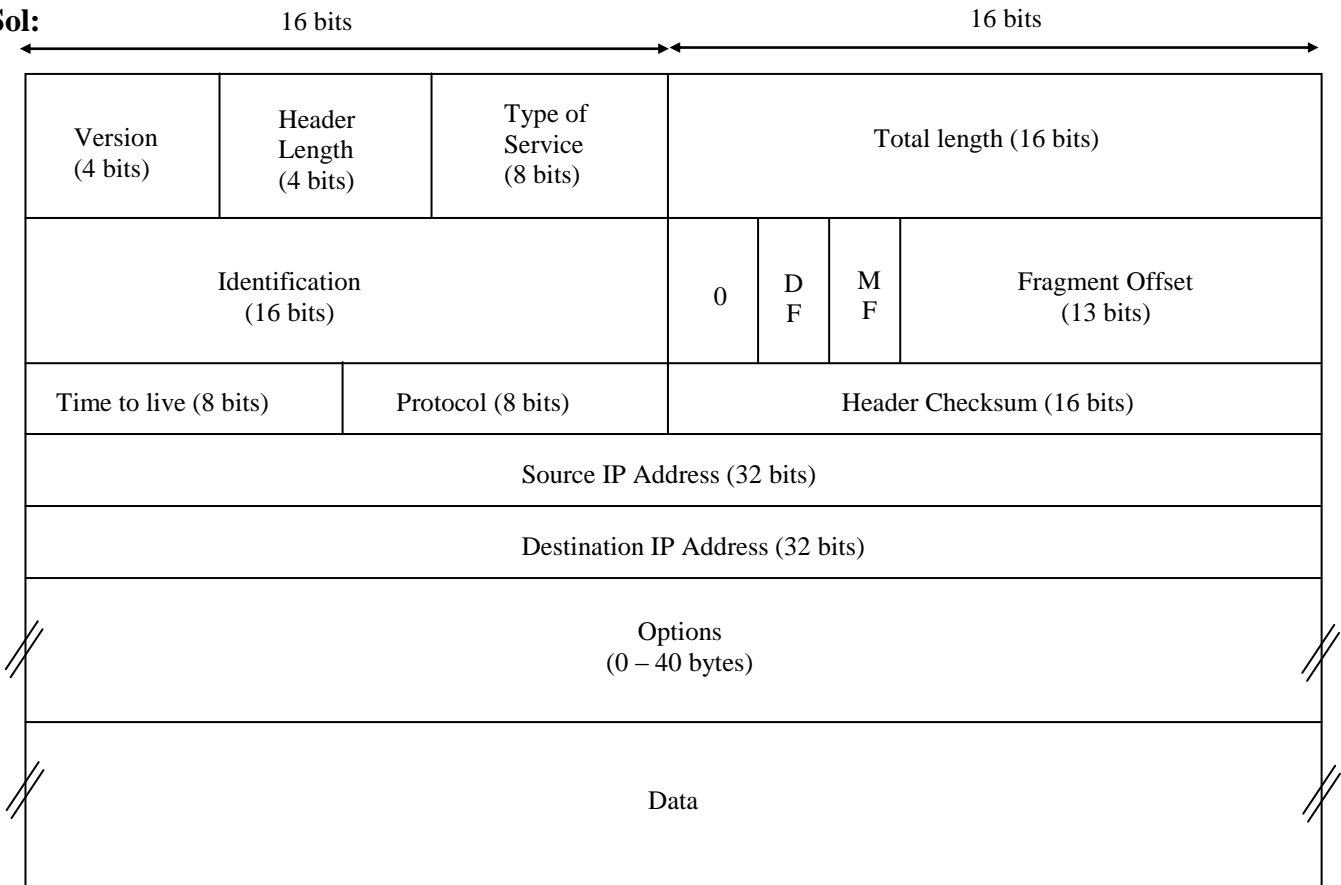 Sol:
16 bits
16 bits
Version
(4 bits)
Header
Length
(4 bits)
Type of
Service
(8 bits)
Total length (16 bits)
Identification
(16 bits)
0
D
F
M
F
Fragment Offset
(13 bits)
Time to live (8 bits)
Protocol (8 bits)
Header Checksum (16 bits)
Source IP Address (32 bits)
Destination IP Address (32 bits)
Options
(0 – 40 bytes)
Data